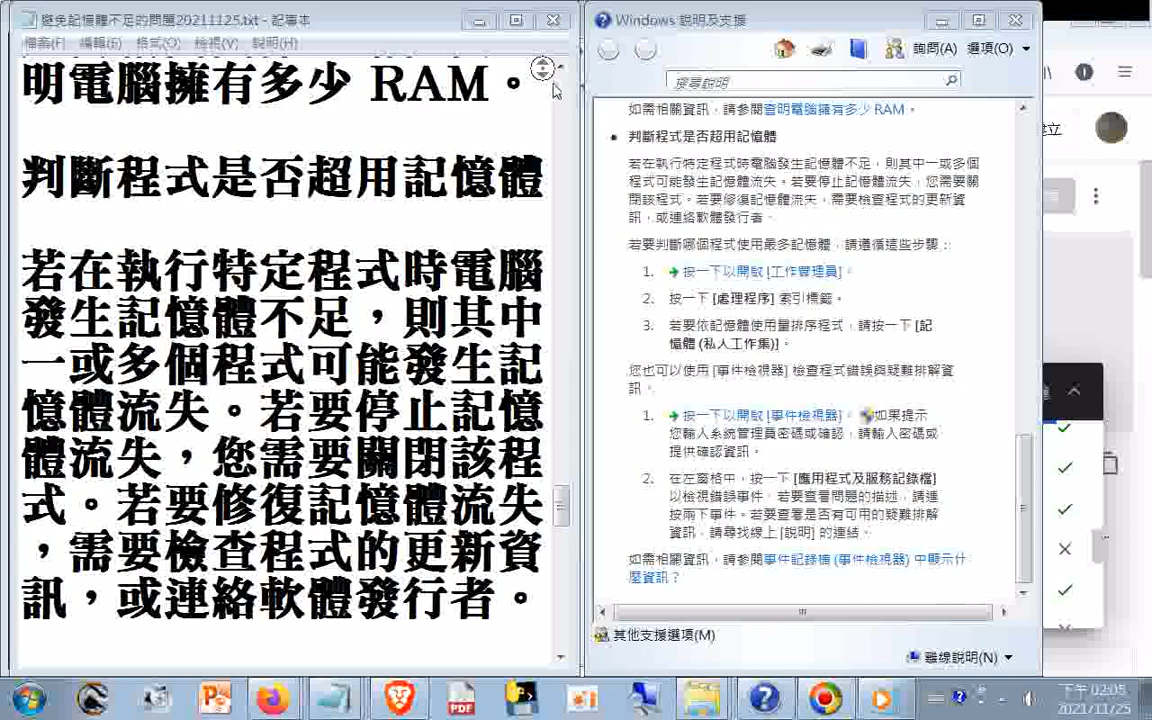 避免記憶體不足的問題20211125.txt - 記事本
檔案(F) 編輯(E) 格式(O) 檢視(V) 說明(H)
明電腦擁有多少 RAM。
判斷程式是否超用記憶體
若在執行特定程式時電腦
發生記憶體不足，則其中
一或多個程式可能發生記
憶體流失。若要停止記憶
體流失，您需要關閉該程
式。若要修復記憶體流失
，需要檢查程式的更新資
訊，或連絡軟體發行者。
Windows 說明及支援
詢問(A) 選項(O)
搜尋說明
如需相關資訊，請參閱查明電腦擁有多少 RAM。
判斷程式是否超用記憶體
若在執行特定程式時電腦發生記憶體不足，則其中一或多個
程式可能發生記憶體流失。若要停止記憶體流失，您需要關
閉該程式。若要修復記憶體流失，需要檢查程式的更新資
訊，或連絡軟體發行者。
若要判斷哪個程式使用最多記憶體，請遵循這些步驟：
1. 按一下以開啟 [工作管理員]。
2. 按一下 [處理程序] 索引標籤。
3. 若要依記憶體使用量排序程式，請按一下 [記
憶體 (私人工作集)]。
您也可以使用 [事件檢視器] 檢查程式錯誤與疑難排解資
訊。
1. 按一下以開啟 [事件檢視器]。 如果提示
您輸入系統管理員密碼或確認，請輸入密碼或
提供確認資訊。
2. 在左窗格中，按一下 [應用程式及服務記錄檔]
以檢視錯誤事件。若要查看問題的描述，請連
按兩下事件。若要查看是否有可用的疑難排解
資訊，請尋找線上 [說明] 的連結。
如需相關資訊，請參閱事件記錄檔 (事件檢視器) 中顯示什
麼資訊？
其他支援選項(M)
離線說明(N)
建立
PDF
下午 02:05
2021/11/25